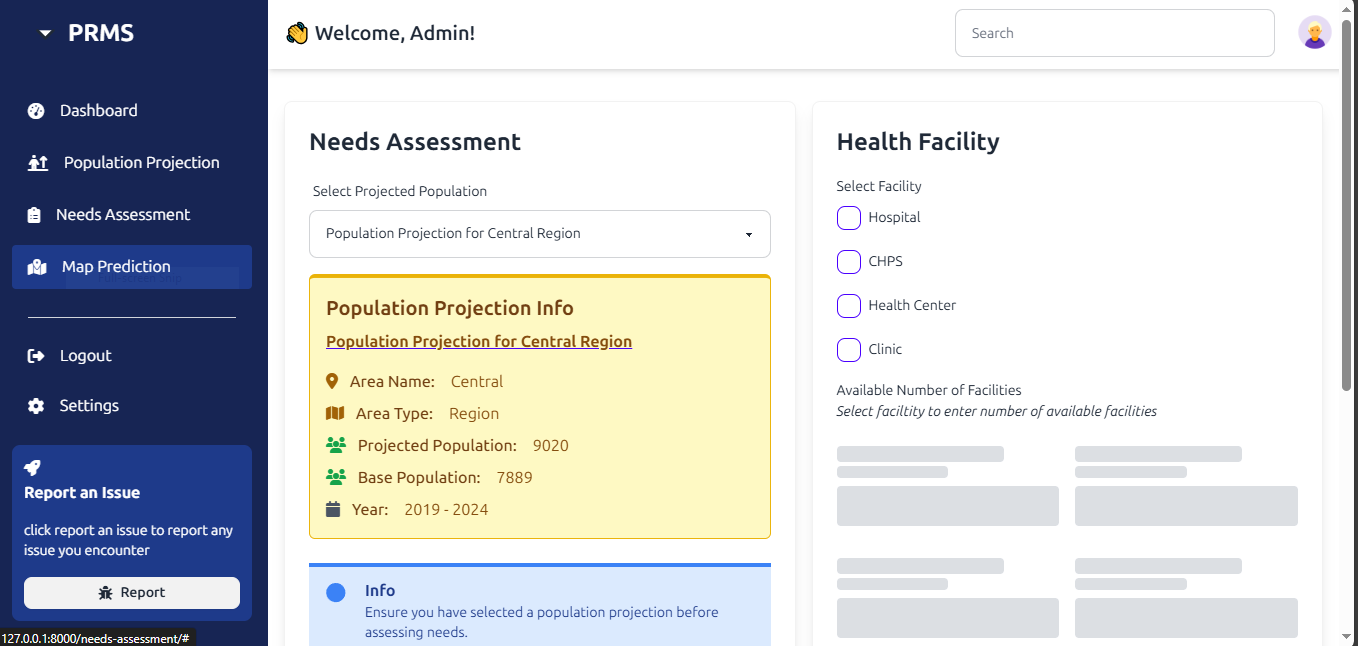 PRMS
Dashboard
Population Projection
Needs Assessment
Map Prediction
Logout
Settings
Report an Issue
click report an issue to report any
issue you encounter
Report
127.0.0.1:8000/needs-assessment/#
Welcome, Admin!
Search
Needs Assessment
Select Projected Population
Population Projection for Central Region
Population Projection Info
Population Projection for Central Region
Area Name: Central
Area Type: Region
Projected Population: 9020
Base Population: 7889
Year: 2019 - 2024
Info
Ensure you have selected a population projection before
assessing needs.
Health Facility
Select Facility
Hospital
CHPS
Health Center
Clinic
Available Number of Facilities
Select faciltity to enter number of available facilities